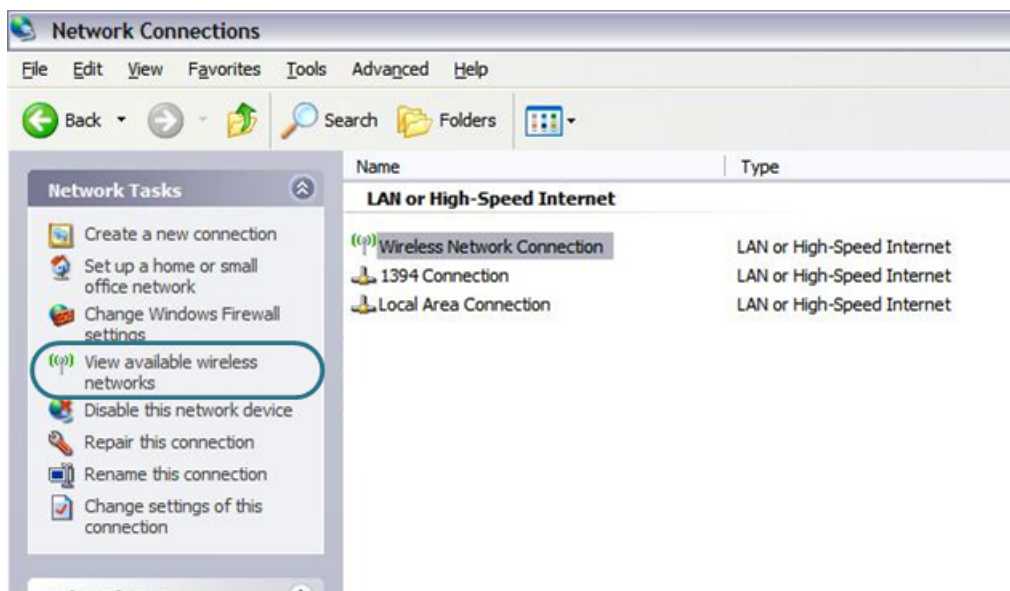 Network Connections
File Edit View Favorites Tools Advanced Help
Back Search Folders
Name Type
Network Tasks
LAN or High-Speed Internet
Create a new connection
Set up a home or small
office network
Change Windows Firewall
settings
View available wireless
networks
Disable this network device
Repair this connection
Rename this connection
Change settings of this
connection
Wireless Network Connection LAN or High-Speed Internet
1394 Connection LAN or High-Speed Internet
Local Area Connection LAN or High-Speed Internet